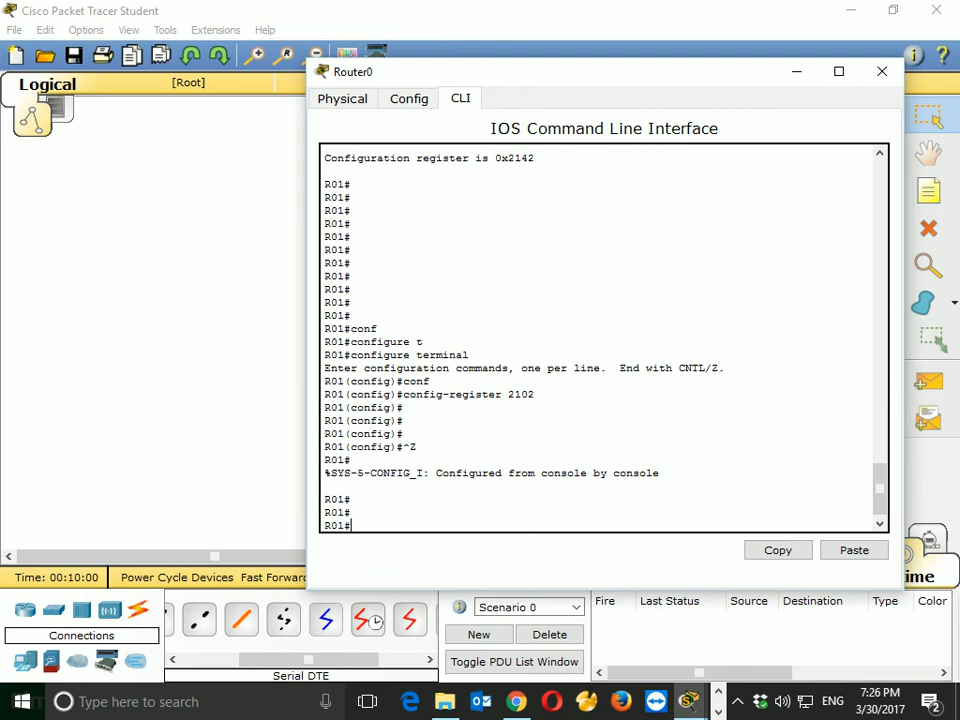 Cisco Packet Tracer Student
File Edit Options View Tools Extensions Help
Logical
[Root]
Router0
Physical Config CLI
IOS Command Line Interface
Configuration register is 0x2142
R01#
R01#
R01#
R01#
R01#
R01#
R01#
R01#
R01#
R01#
R01#
R01#conf
R01#configure t
R01#configure terminal
Enter configuration commands, one per line. End with CNTL/Z.
R01(config)#conf
R01(config)#config-register 2102
R01(config)#
R01(config)#
R01(config)#
R01(config)#^Z
R01#
%SYS-5-CONFIG_I: Configured from console by console
R01#
R01#
R01#
Copy Paste
Time: 00:10:00 Power Cycle Devices Fast Forward
ime
Connections
Serial DTE
Scenario 0
New Delete
Toggle PDU List Window
Fire Last Status Source Destination Type Color
Type here to search
ENG
7:26 PM
3/30/2017
2